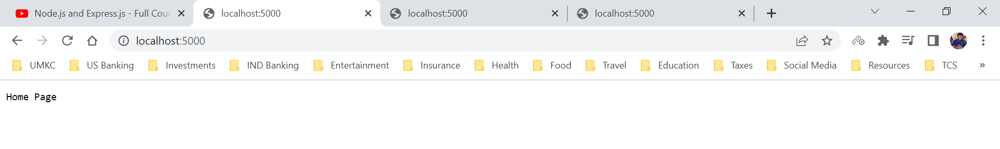 Node.js and Express.js - Full Cour
localhost:5000
localhost:5000
localhost:5000
localhost:5000
UMKC US Banking Investments IND Banking Entertainment Insurance Health Food Travel Education Taxes Social Media Resources TCS »
Home Page